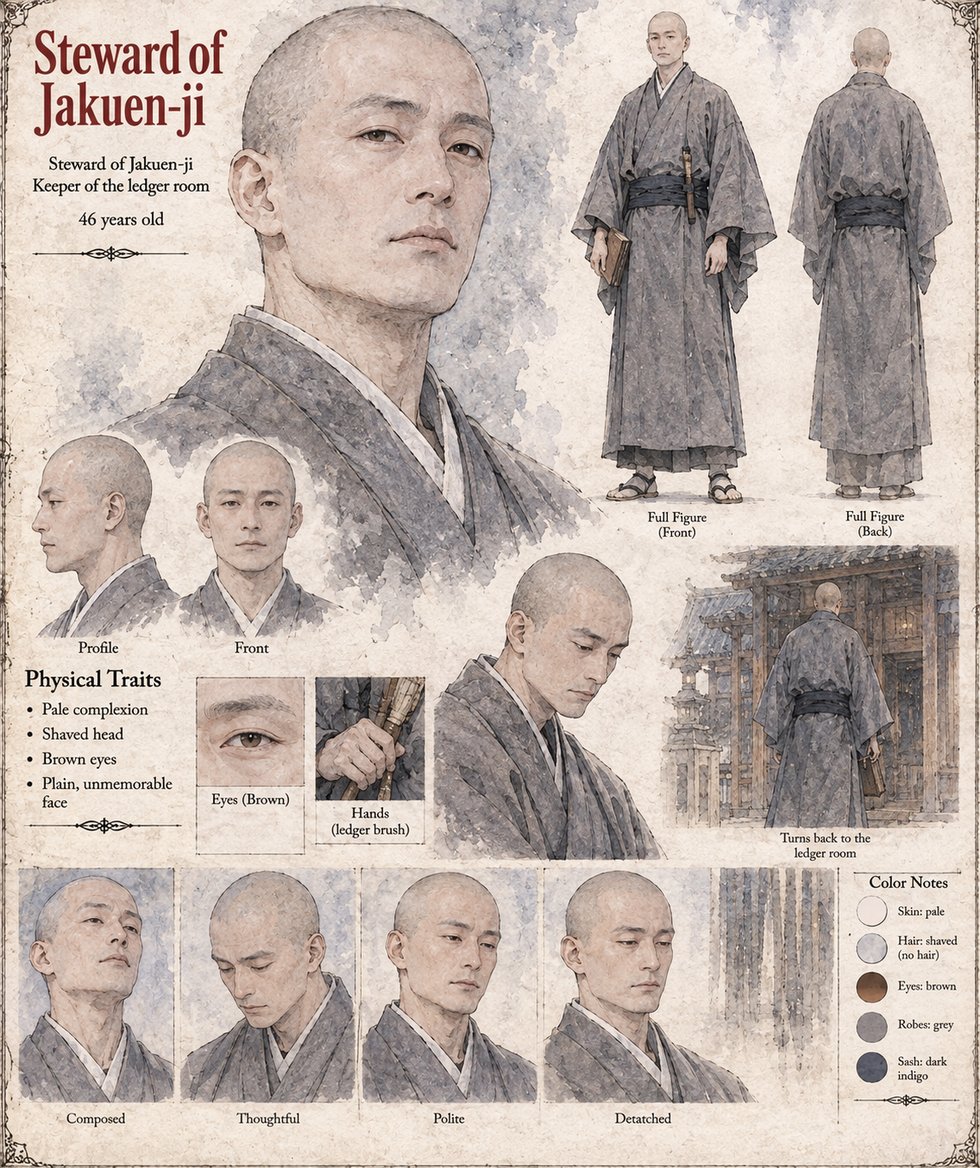 Steward of
Jakuen-ji
Steward of Jakuen-ji
Keeper of the ledger room
46 years old
Full Figure
(Front)
Full Figure
(Back)
Profile
Front
Physical Traits
• Pale complexion
• Shaved head
• Brown eyes
• Plain, unmemorable
face
Eyes (Brown)
Hands
(ledger brush)
Turns back to the
ledger room
Composed
Thoughtful
Polite
Detatched
Color Notes
Skin: pale
Hair: shaved
(no hair)
Eyes: brown
Robes: grey
Sash: dark
indigo